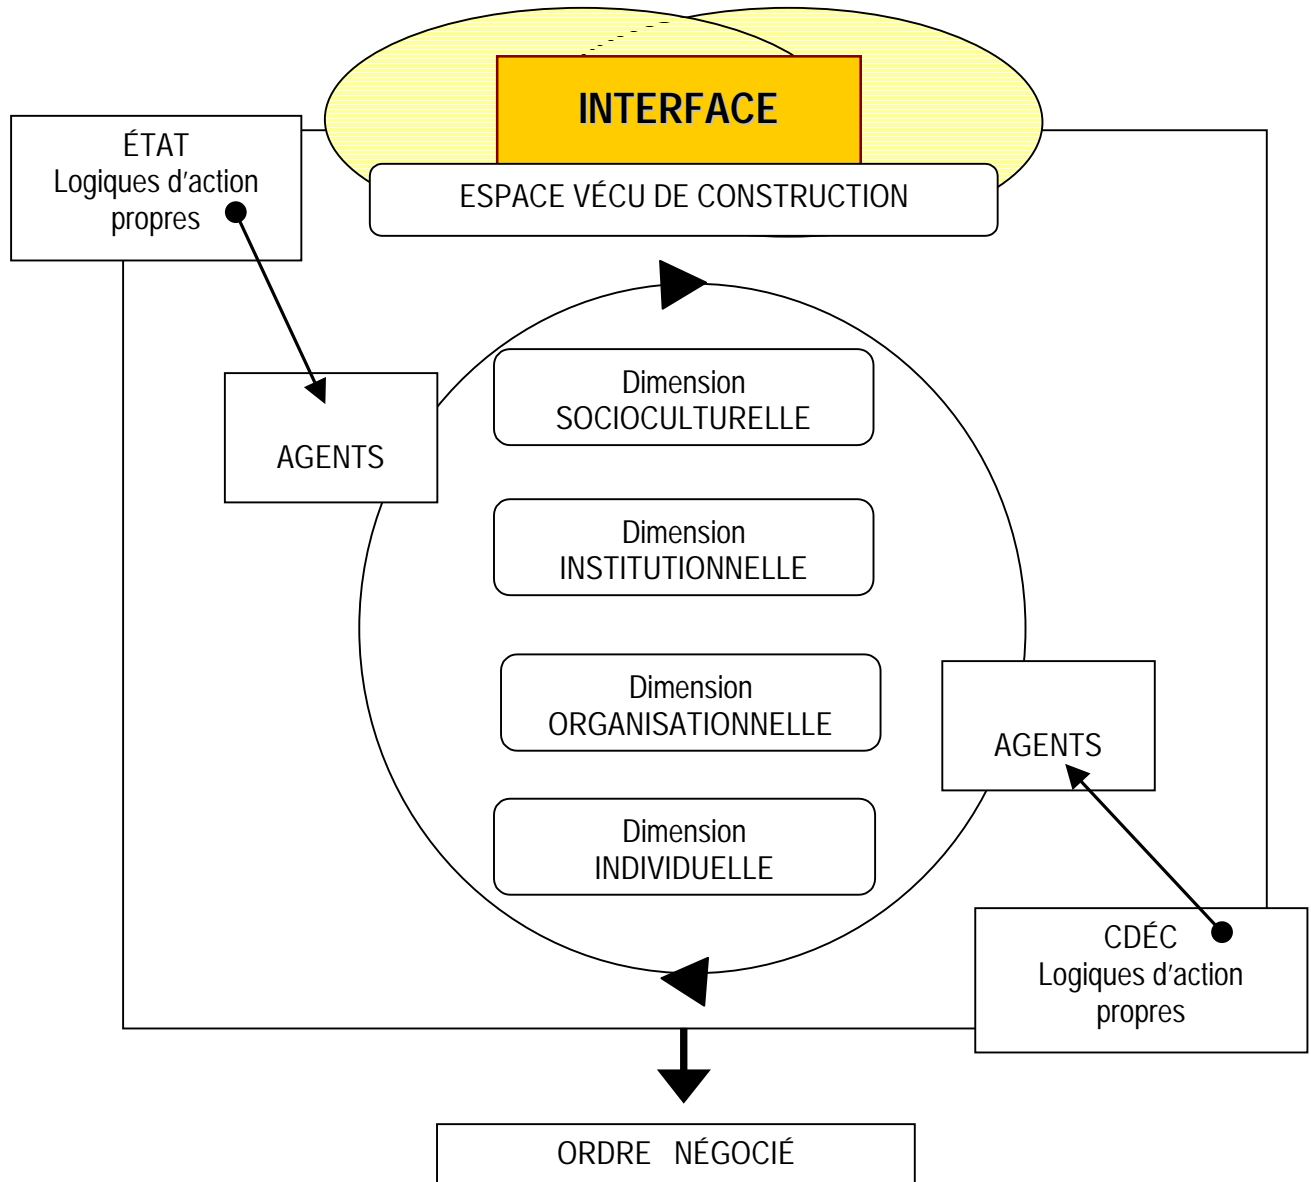 INTERFACE
ÉTAT
Logiques d'action
propres
ESPACE VÉCU DE CONSTRUCTION
Dimension
SOCIOCULTURELLE
AGENTS
Dimension
INSTITUTIONNELLE
Dimension
ORGANISATIONNELLE
AGENTS
Dimension
INDIVIDUELLE
CDÉC
Logiques d'action
propres
ORDRE NÉGOCIÉ